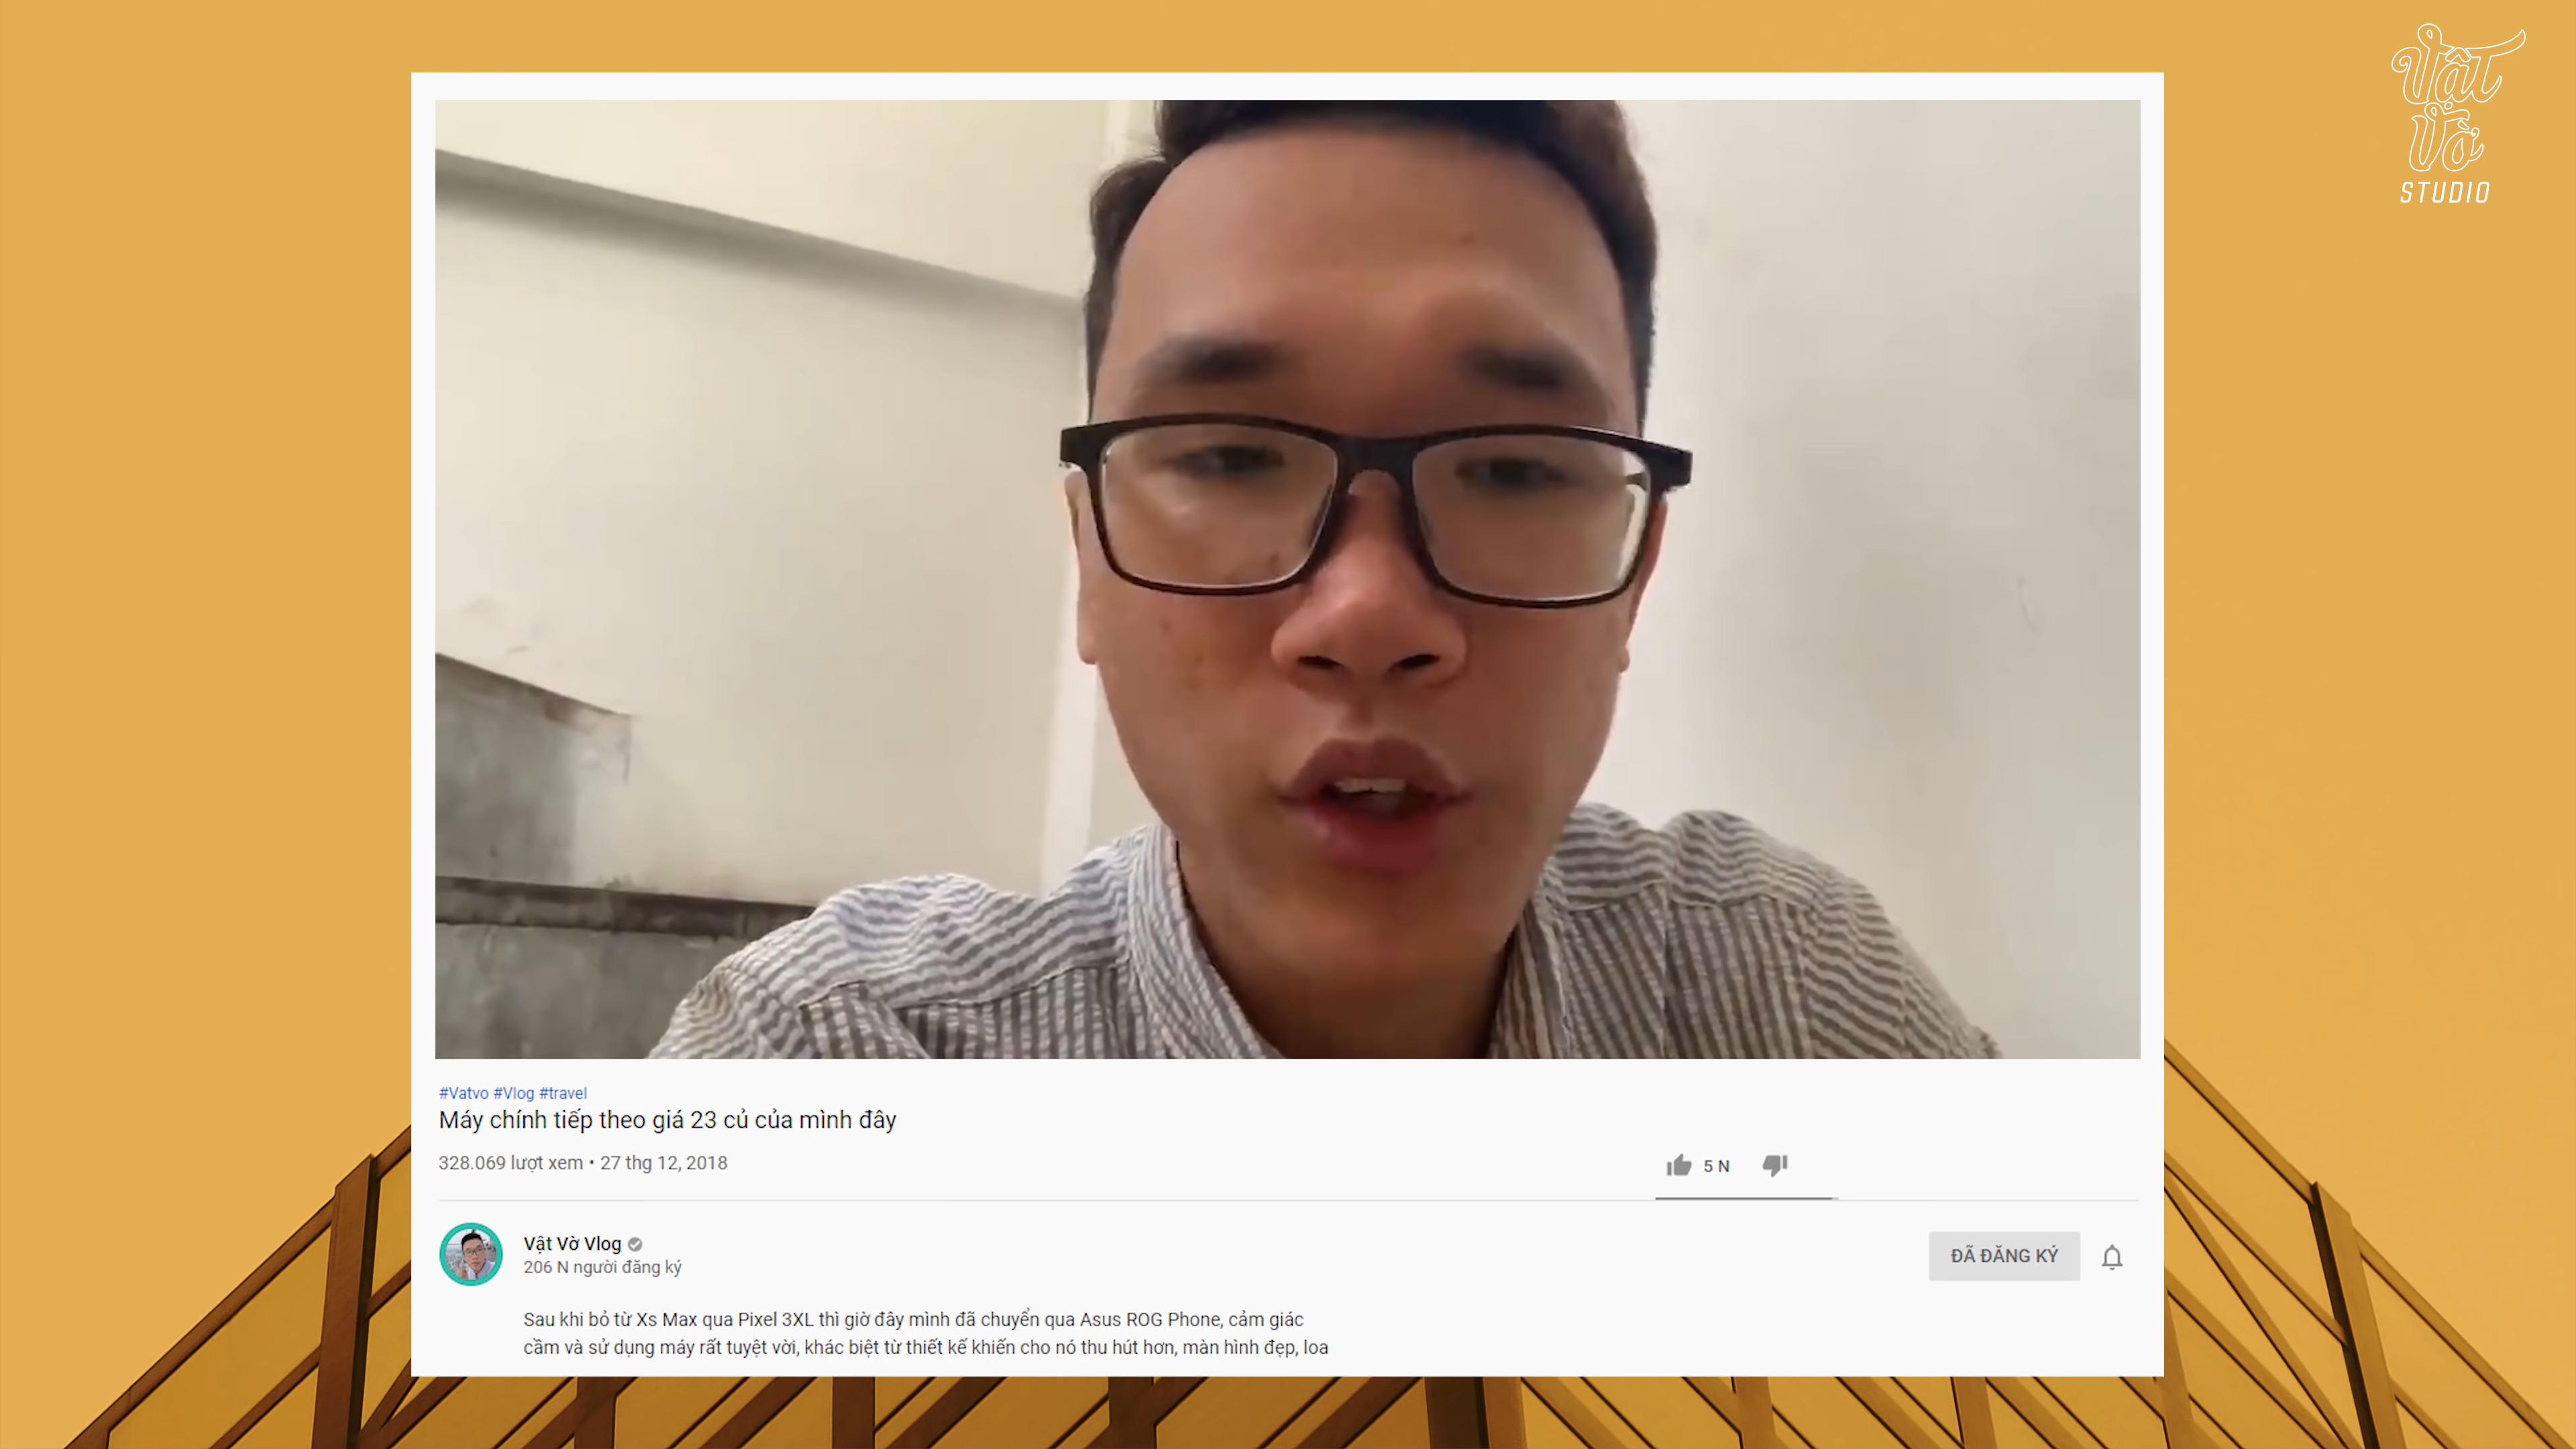 Vật
Vờ
STUDIO
#Vatvo #Vlog #travel
Máy chính tiếp theo giá 23 củ của mình đây
328.069 lượt xem • 27 thg 12, 2018
5 N
Vật Vờ Vlog
206 N người đăng ký
ĐÃ ĐĂNG KÝ
Sau khi bỏ từ Xs Max qua Pixel 3XL thì giờ đây mình đã chuyển qua Asus ROG Phone, cảm giác
cầm và sử dụng máy rất tuyệt vời, khác biệt từ thiết kế khiến cho nó thu hút hơn, màn hình đẹp, loa